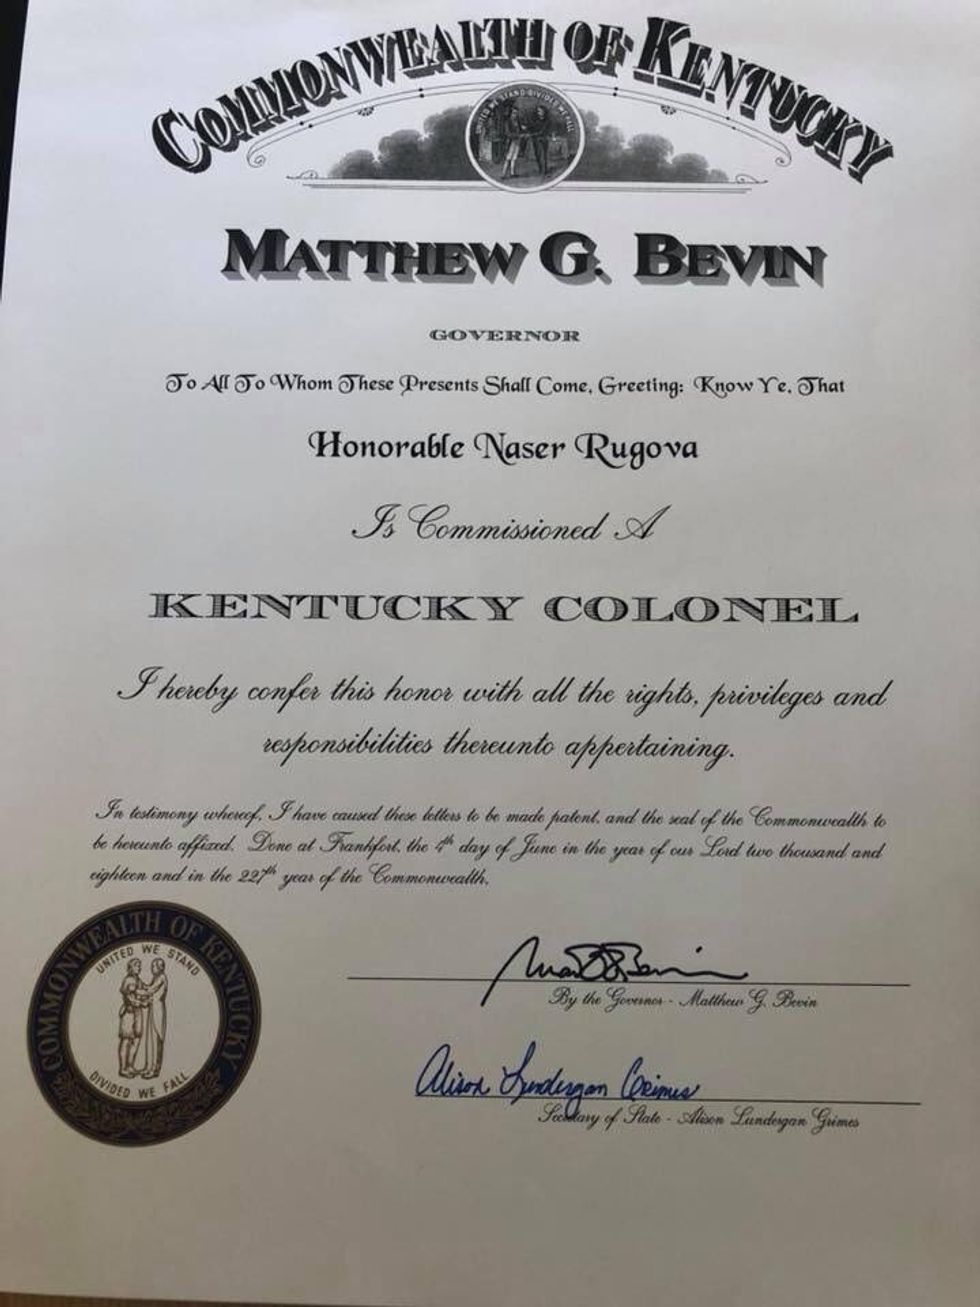 COMMONWEALTH OF KENTUCKY
UNITED WE STAND DIVIDED WE FALL
MATTHEW G. BEVIN
GOVERNOR
To All To Whom These Presents Shall Come, Greeting: Know Ye, That
Honorable Naser Rugova
Is Commissioned A
KENTUCKY COLONEL
I hereby confer this honor with all the rights, privileges and
responsibilities thereunto appertaining.
In testimony whereof, I have caused these letters to be made patent, and the seal of the Commonwealth to
be hereunto affixed. Done at Frankfort, the 4th day of June in the year of our Lord two thousand and
eighteen and in the 227th year of the Commonwealth.
COMMONWEALTH OF KENTUCKY
UNITED WE STAND
DIVIDED WE FALL
Matt G Bevin
By the Governor - Matthew G. Bevin
Alison Lundergan Grimes
Secretary of State - Alison Lundergan Grimes